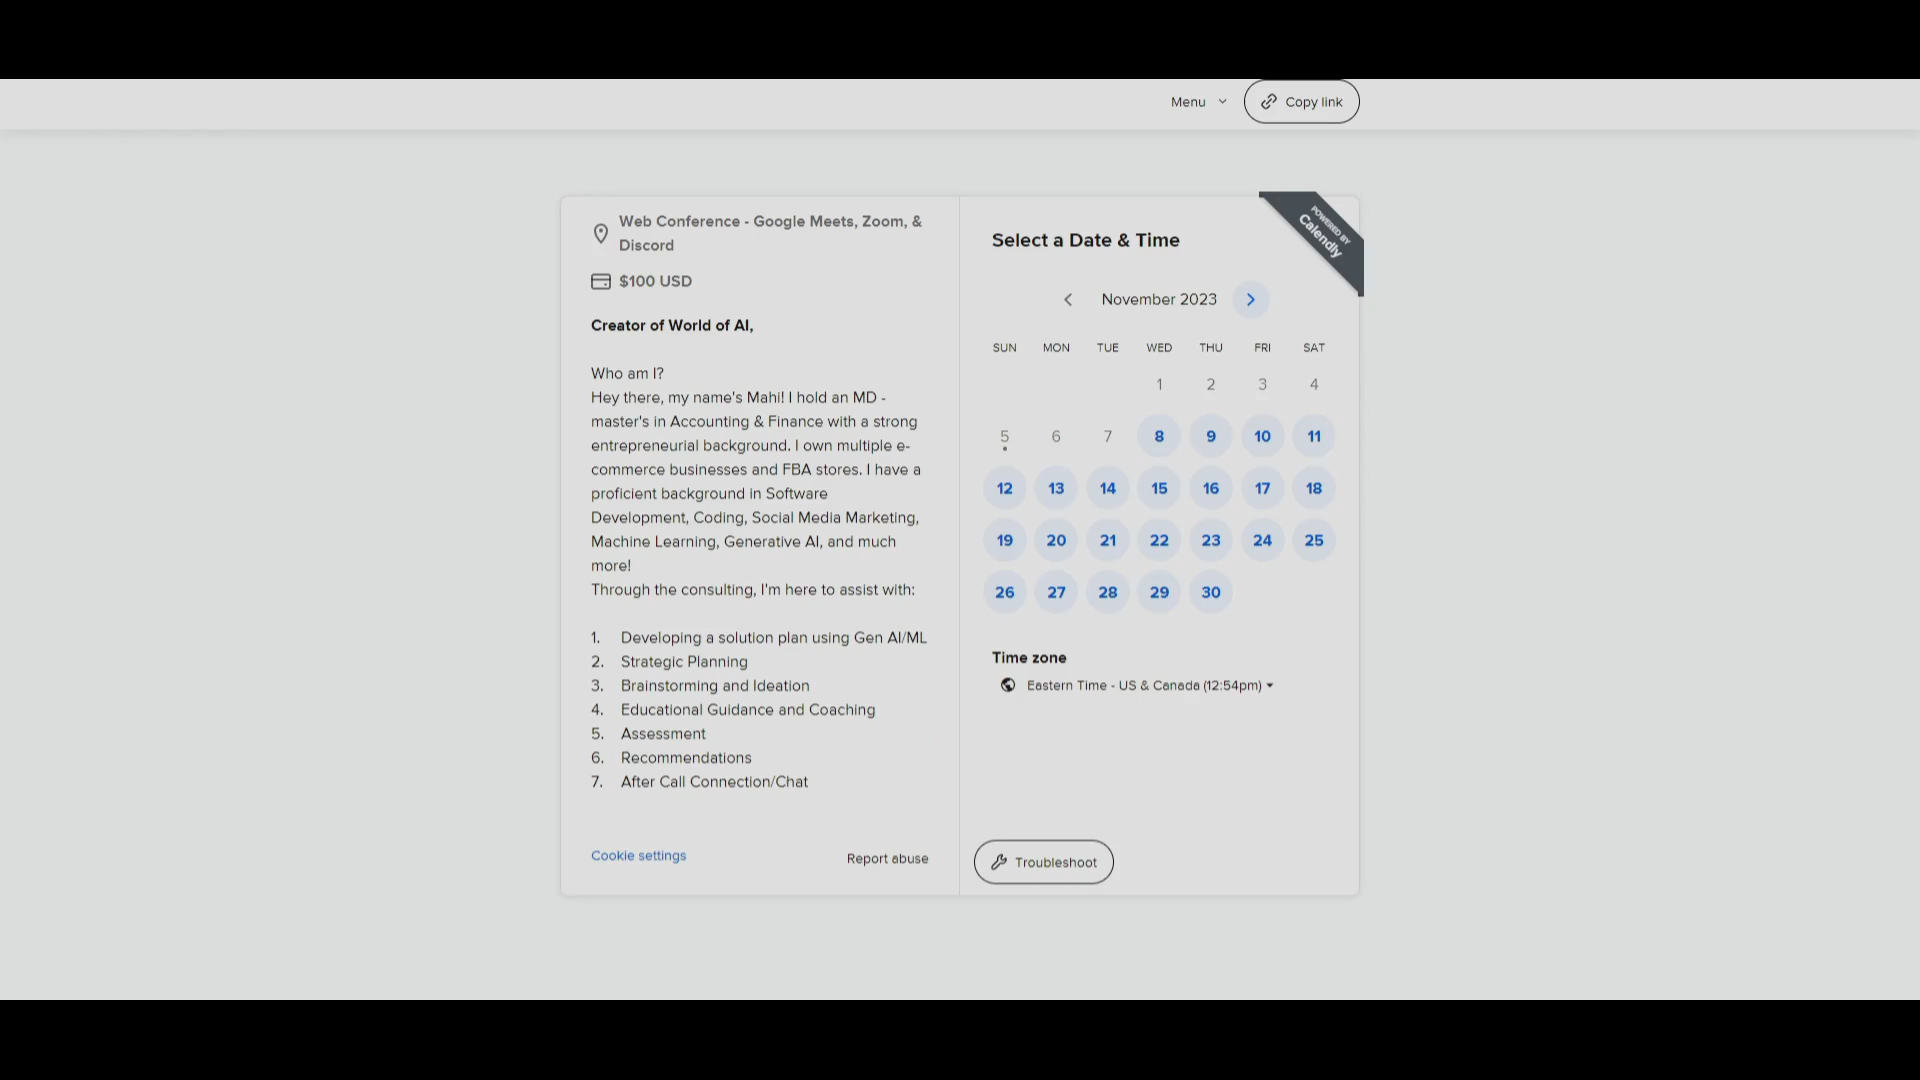 Menu
Copy link
Web Conference - Google Meets, Zoom, &
Discord
$100 USD
Creator of World of AI,
Who am I?
Hey there, my name's Mahi! I hold an MD -
master's in Accounting & Finance with a strong
entrepreneurial background. I own multiple e-
commerce businesses and FBA stores. I have a
proficient background in Software
Development, Coding, Social Media Marketing,
Machine Learning, Generative AI, and much
more!
Through the consulting, I'm here to assist with:
1. Developing a solution plan using Gen AI/ML
2. Strategic Planning
3. Brainstorming and Ideation
4. Educational Guidance and Coaching
5. Assessment
6. Recommendations
7. After Call Connection/Chat
Cookie settings
Report abuse
POWERED BY
Calendly
Select a Date & Time
November 2023
SUN MON TUE WED THU FRI SAT
1 2 3 4
5 6 7 8 9 10 11
12 13 14 15 16 17 18
19 20 21 22 23 24 25
26 27 28 29 30
Time zone
Eastern Time - US & Canada (12:54pm)
Troubleshoot